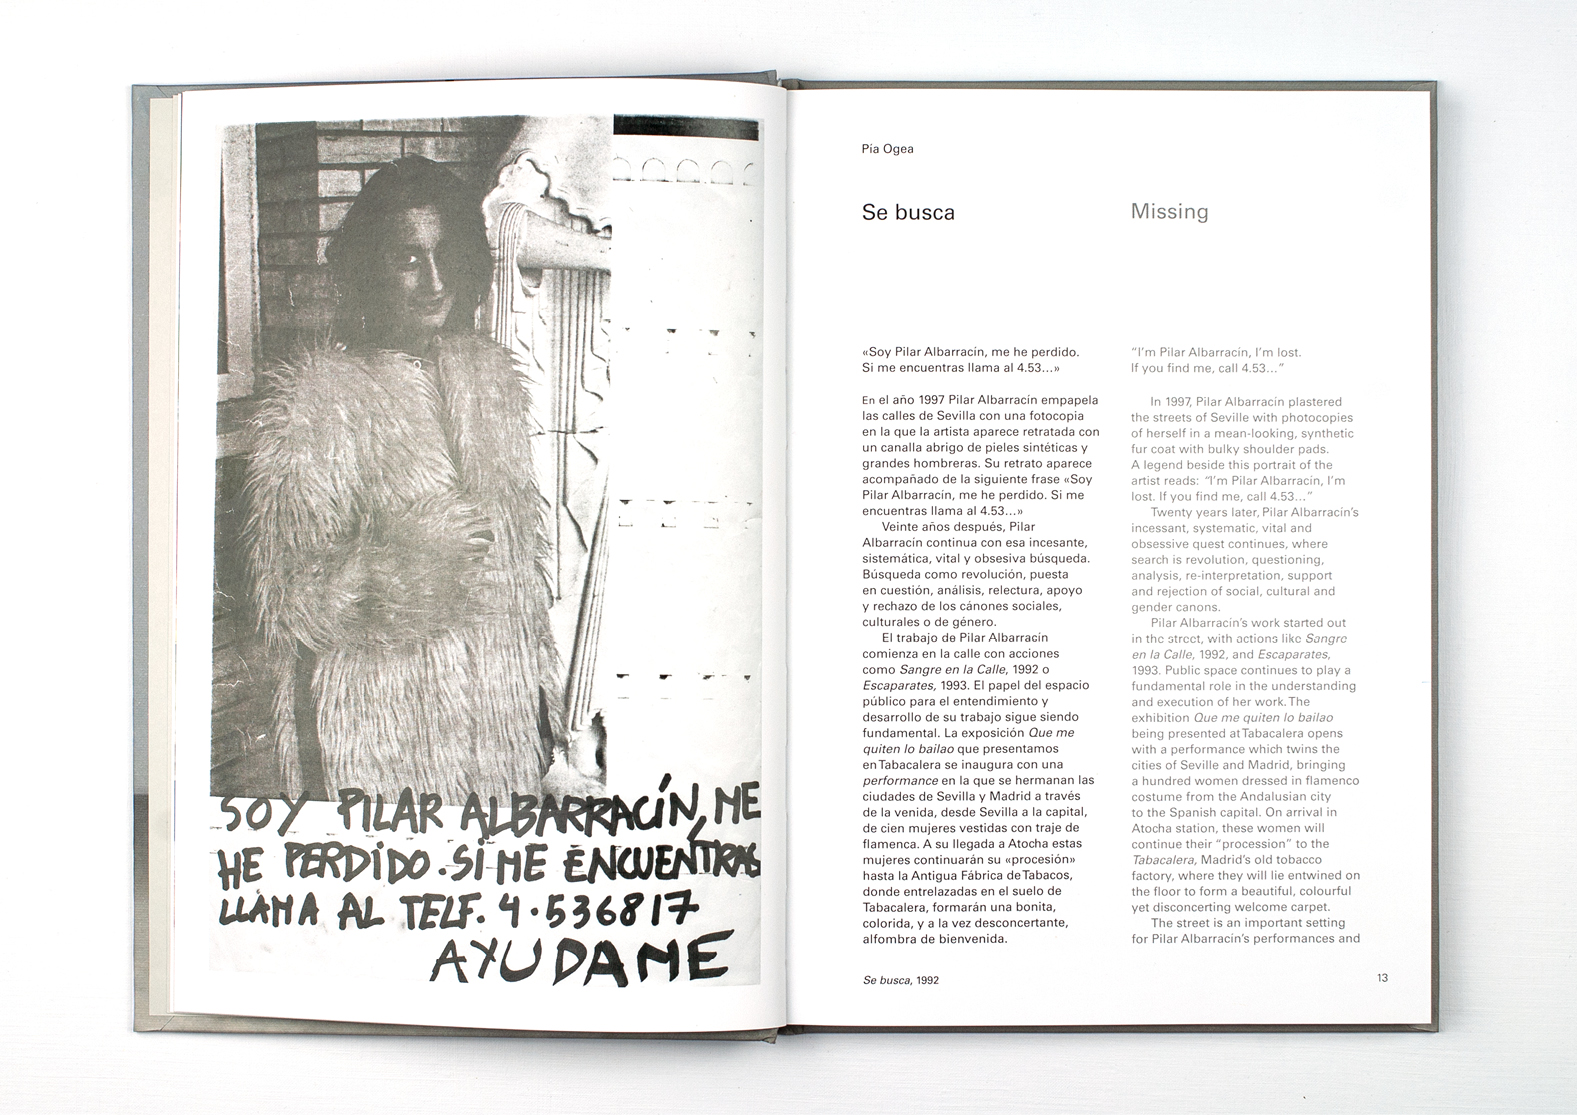 SOY PILAR ALBARRACÍN, ME
HE PERDIDO. SI ME ENCUENTRAS
LLAMA AL TELF. 4·536817
AYUDAME
Pia Ogea
Se busca
«Soy Pilar Albarracín, me he perdido.
Si me encuentras llama al 4.53...»
En el año 1997 Pilar Albarracín empapela
las calles de Sevilla con una fotocopia
en la que la artista aparece retratada con
un canalla abrigo de pieles sintéticas y
grandes hombreras. Su retrato aparece
acompañado de la siguiente frase «Soy
Pilar Albarracín, me he perdido. Si me
encuentras llama al 4.53...»
Veinte años después, Pilar
Albarracín continua con esa incesante,
sistemática, vital y obsesiva búsqueda.
Búsqueda como revolución, puesta
en cuestión, análisis, relectura, apoyo
y rechazo de los cánones sociales,
culturales o de género.
El trabajo de Pilar Albarracín
comienza en la calle con acciones
como Sangre en la Calle, 1992 o
Escaparates, 1993. El papel del espacio
público para el entendimiento y
desarrollo de su trabajo sigue siendo
fundamental. La exposición Que me
quiten lo bailao que presentamos
en Tabacalera se inaugura con una
performance en la que se hermanan las
ciudades de Sevilla y Madrid a través
de la venida, desde Sevilla a la capital,
de cien mujeres vestidas con traje de
flamenca. A su llegada a Atocha estas
mujeres continuarán su «procesión»
hasta la Antigua Fábrica de Tabacos,
donde entrelazadas en el suelo de
Tabacalera, formarán una bonita,
colorida, y a la vez desconcertante,
alfombra de bienvenida.
Se busca, 1992
Missing
"I'm Pilar Albarracín, I'm lost.
If you find me, call 4.53..."
In 1997, Pilar Albarracín plastered
the streets of Seville with photocopies
of herself in a mean-looking, synthetic
fur coat with bulky shoulder pads.
A legend beside this portrait of the
artist reads: "I'm Pilar Albarracín, I'm
lost. If you find me, call 4.53..."
Twenty years later, Pilar Albarracín's
incessant, systematic, vital and
obsessive quest continues, where
search is revolution, questioning,
analysis, re-interpretation, support
and rejection of social, cultural and
gender canons.
Pilar Albarracín's work started out
in the street, with actions like Sangre
en la Calle, 1992, and Escaparates,
1993. Public space continues to play a
fundamental role in the understanding
and execution of her work. The
exhibition Que me quiten lo bailao
being presented at Tabacalera opens
with a performance which twins the
cities of Seville and Madrid, bringing
a hundred women dressed in flamenco
costume from the Andalusian city
to the Spanish capital. On arrival in
Atocha station, these women will
continue their "procession" to the
Tabacalera, Madrid's old tobacco
factory, where they will lie entwined on
the floor to form a beautiful, colourful
yet disconcerting welcome carpet.
The street is an important setting
for Pilar Albarracín's performances and
13